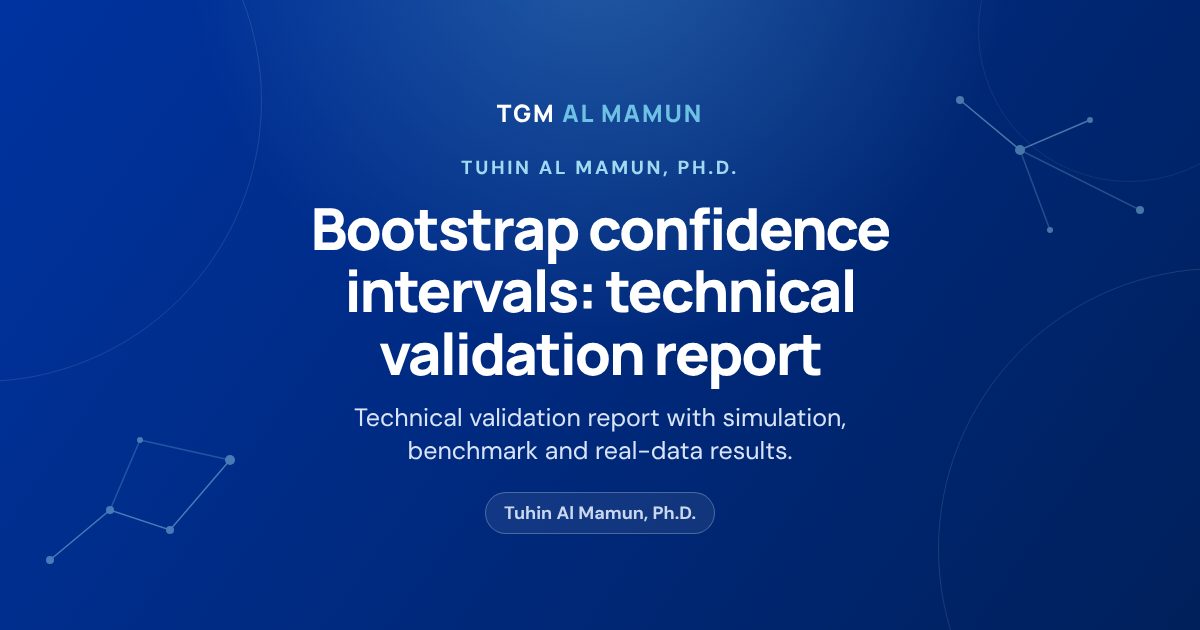 TGM AL MAMUN
TUHIN AL MAMUN, PH.D.
Bootstrap confidence
intervals: technical
validation report
Technical validation report with simulation,
benchmark and real-data results.
Tuhin Al Mamun, Ph.D.